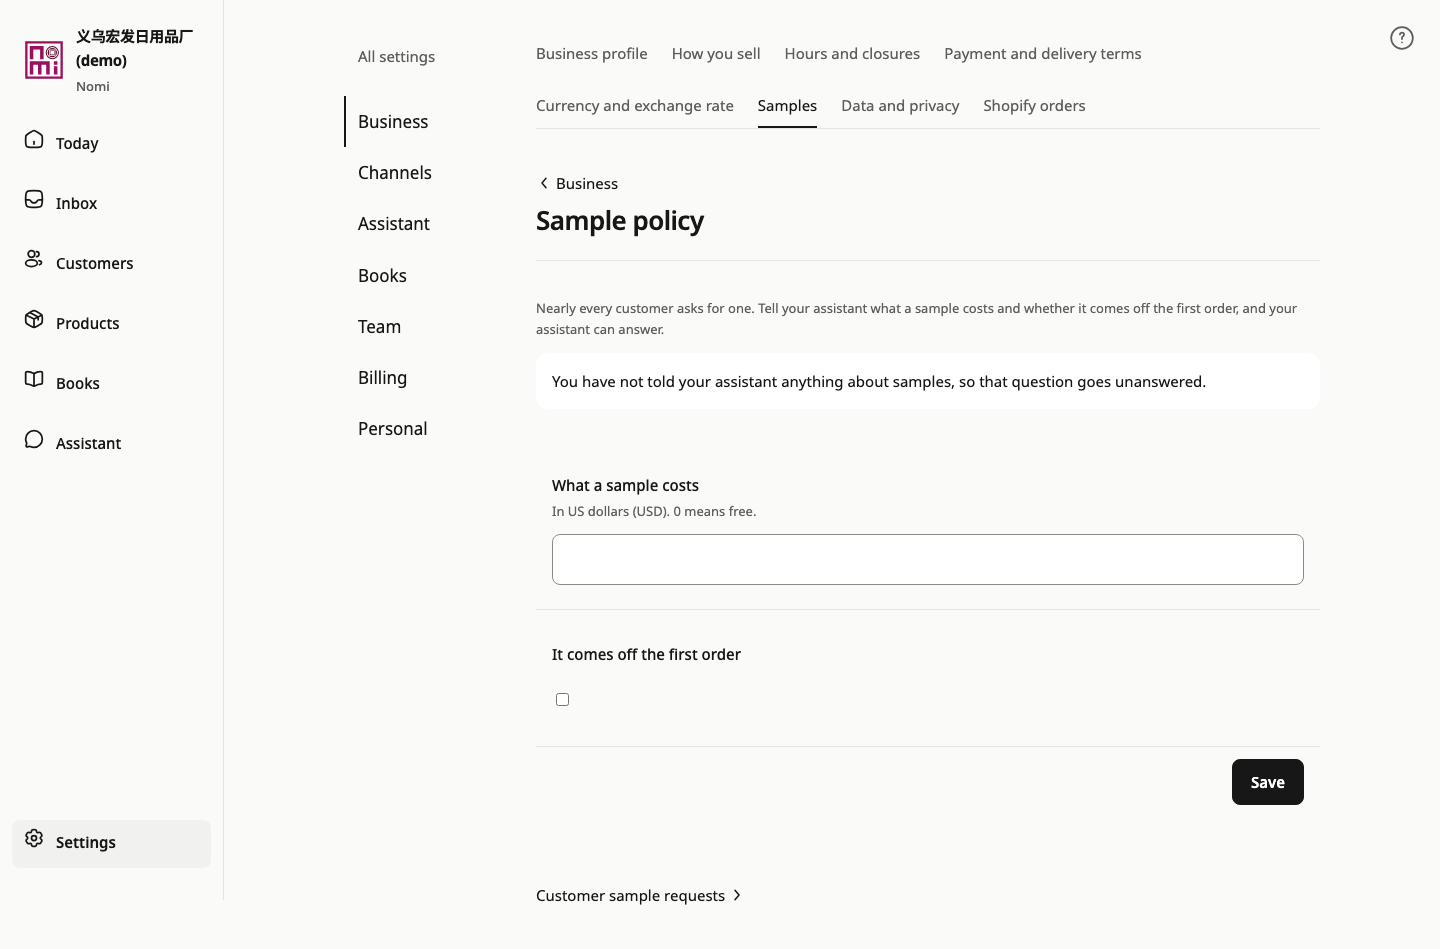 义乌宏发日用品厂
(demo)
Nomi
Today
Inbox
Customers
Products
Books
Assistant
Settings
All settings
Business
Channels
Assistant
Books
Team
Billing
Personal
Business profile How you sell Hours and closures Payment and delivery terms
Currency and exchange rate Samples Data and privacy Shopify orders
Business
Sample policy
Nearly every customer asks for one. Tell your assistant what a sample costs and whether it comes off the first order, and your
assistant can answer.
You have not told your assistant anything about samples, so that question goes unanswered.
What a sample costs
In US dollars (USD). 0 means free.
It comes off the first order
Save
Customer sample requests